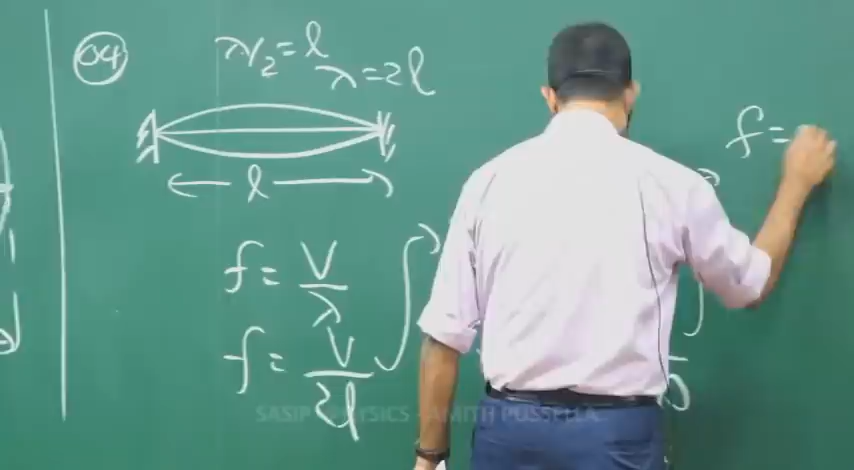 04
λ/2 = l
λ = 2l
l
f = V/λ
f = V/2l
f =
SASIP PHYSICS - AMITH PUSSELLA